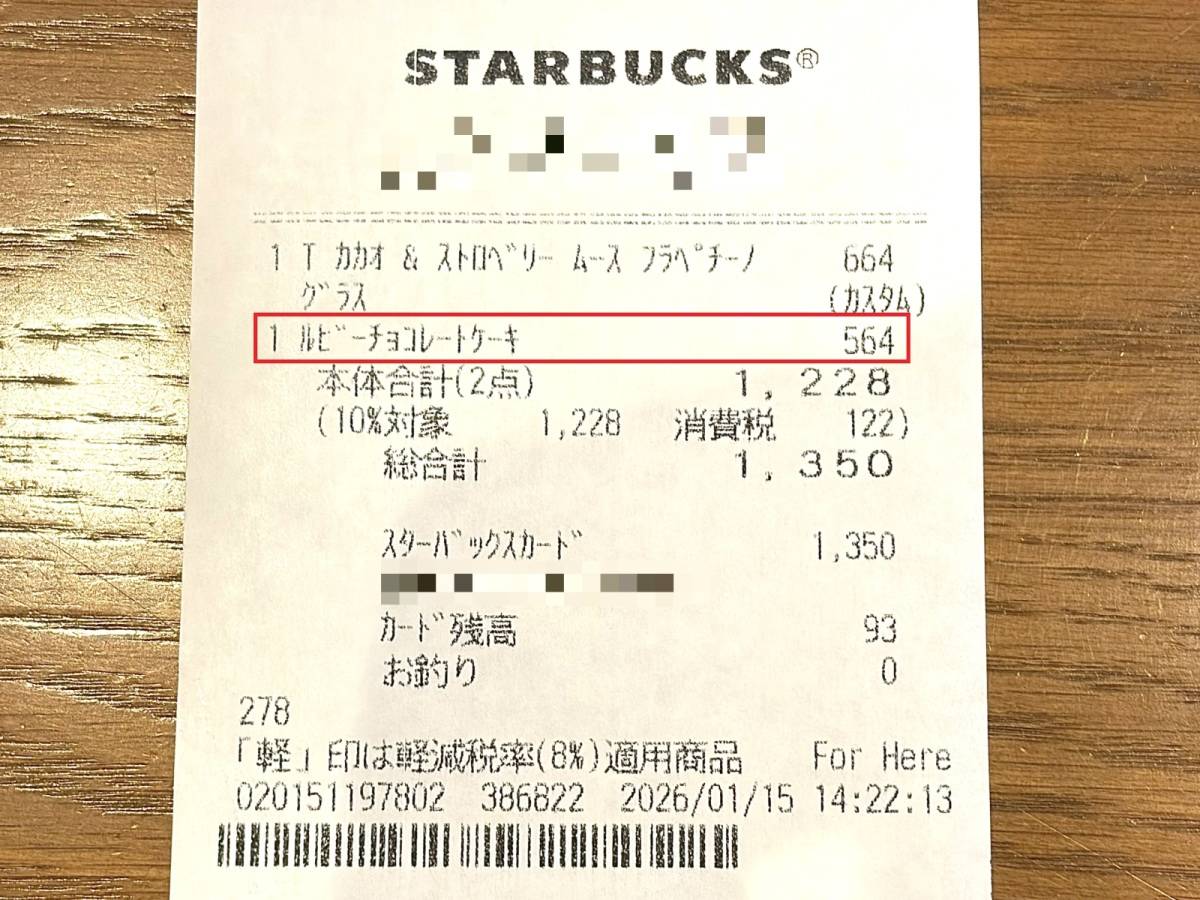 STARBUCKS®
1 T ｶｶｵ & ｽﾄﾛﾍﾞﾘｰ ﾑｰｽ ﾌﾗﾍﾟﾁｰﾉ 664
ｸﾞﾗｽ (ｶｽﾀﾑ)
1 ﾙﾋﾞｰﾁｮｺﾚｰﾄｹｰｷ 564
本体合計(2点) 1,228
(10%対象 1,228 消費税 122)
総合計 1,350
ｽﾀｰﾊﾞｯｸｽｶｰﾄﾞ 1,350
ｶｰﾄﾞ残高 93
お釣り 0
278
「軽」印は軽減税率(8%)適用商品 For Here
020151197802 386822 2026/01/15 14:22:13